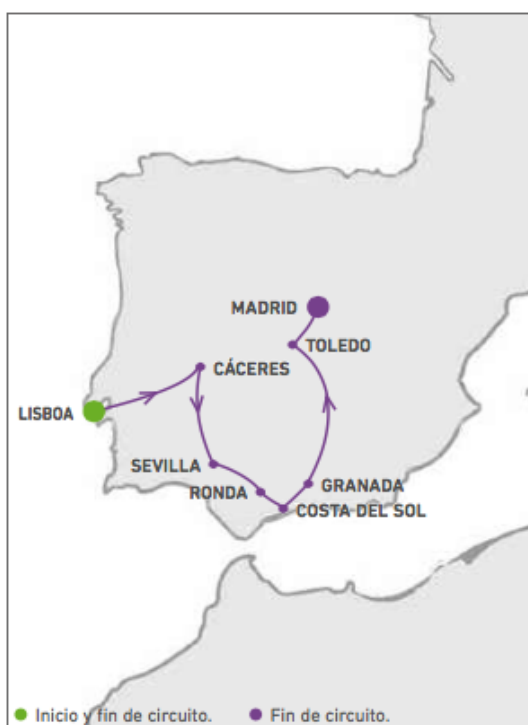 MADRID
TOLEDO
CÁCERES
LISBOA
SEVILLA
RONDA
GRANADA
COSTA DEL SOL
Inicio y fin de circuito.
Fin de circuito.